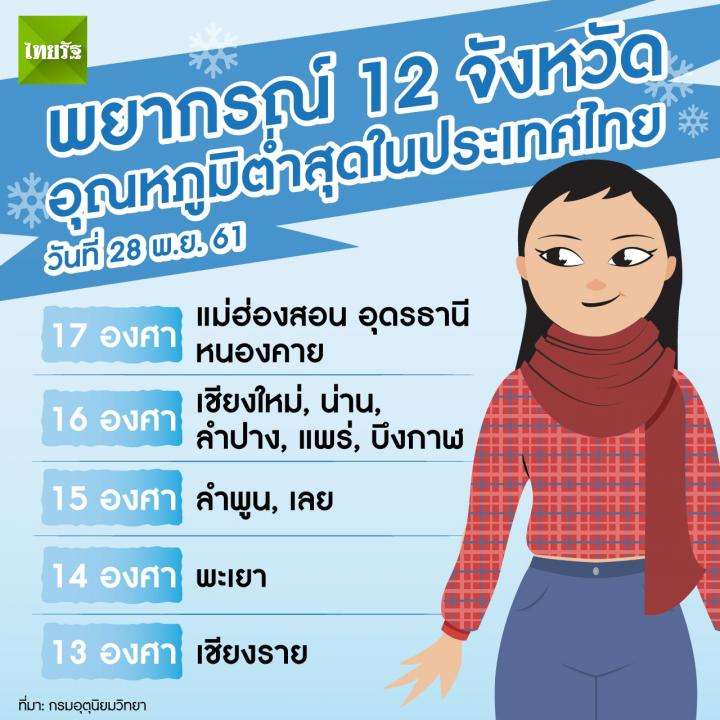 ไทยรัฐ
พยากรณ์ 12 จังหวัด
อุณหภูมิต่ำสุดในประเทศไทย
วันที่ 28 พ.ย. 61
17 องศา
แม่ฮ่องสอน อุดรธานี
หนองคาย
16 องศา
เชียงใหม่, น่าน,
ลำปาง, แพร่, บึงกาฬ
15 องศา
ลำพูน, เลย
14 องศา
พะเยา
13 องศา
เชียงราย
ที่มา: กรมอุตุนิยมวิทยา